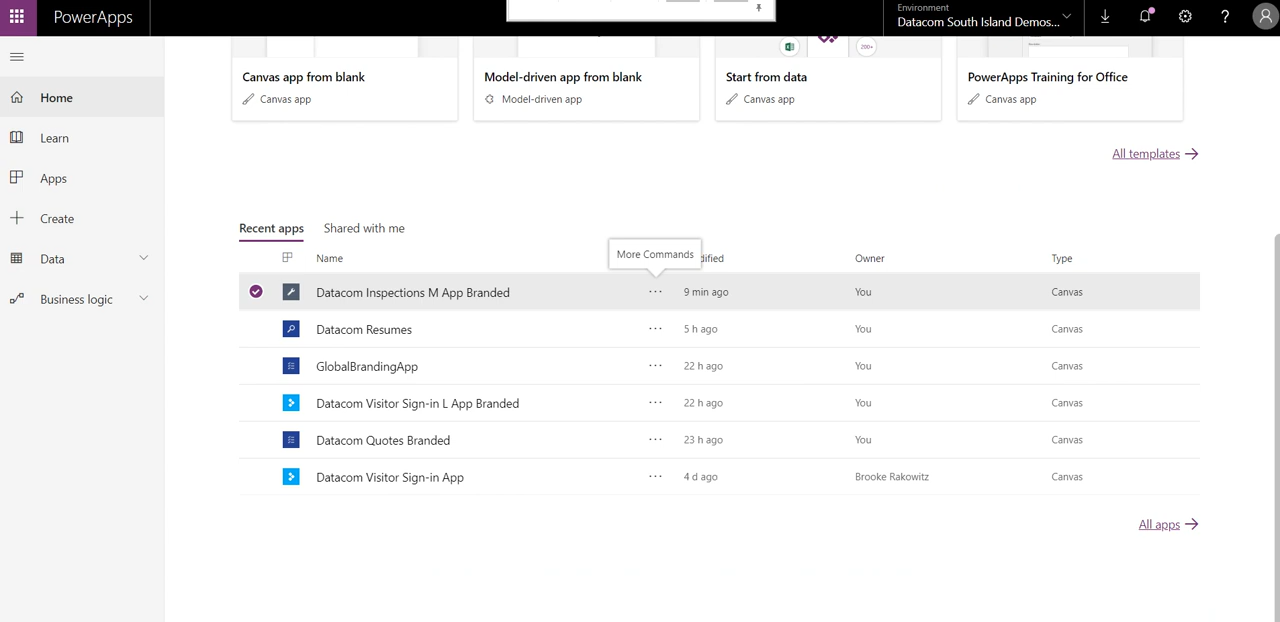 PowerApps
Environment
Datacom South Island Demos...
?
Home
Learn
Apps
Create
Data
Business logic
Canvas app from blank
Canvas app
Model-driven app from blank
Model-driven app
200+
Start from data
Canvas app
PowerApps Training for Office
Canvas app
All templates
Recent apps Shared with me
More Commands
Name dified Owner Type
Datacom Inspections M App Branded ... 9 min ago You Canvas
Datacom Resumes ... 5 h ago You Canvas
GlobalBrandingApp ... 22 h ago You Canvas
Datacom Visitor Sign-in L App Branded ... 22 h ago You Canvas
Datacom Quotes Branded ... 23 h ago You Canvas
Datacom Visitor Sign-in App ... 4 d ago Brooke Rakowitz Canvas
All apps